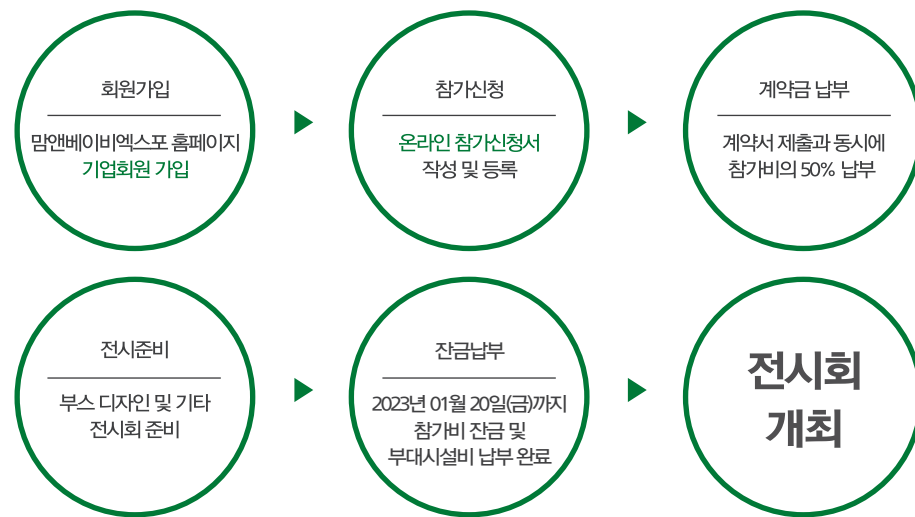 회원가입
맘앤베이비엑스포 홈페이지
기업회원 가입
참가신청
온라인 참가신청서
작성 및 등록
계약금 납부
계약서 제출과 동시에
참가비의 50% 납부
전시준비
부스 디자인 및 기타
전시회 준비
잔금납부
2023년 01월 20일(금)까지
참가비 잔금 및
부대시설비 납부 완료
전시회
개최